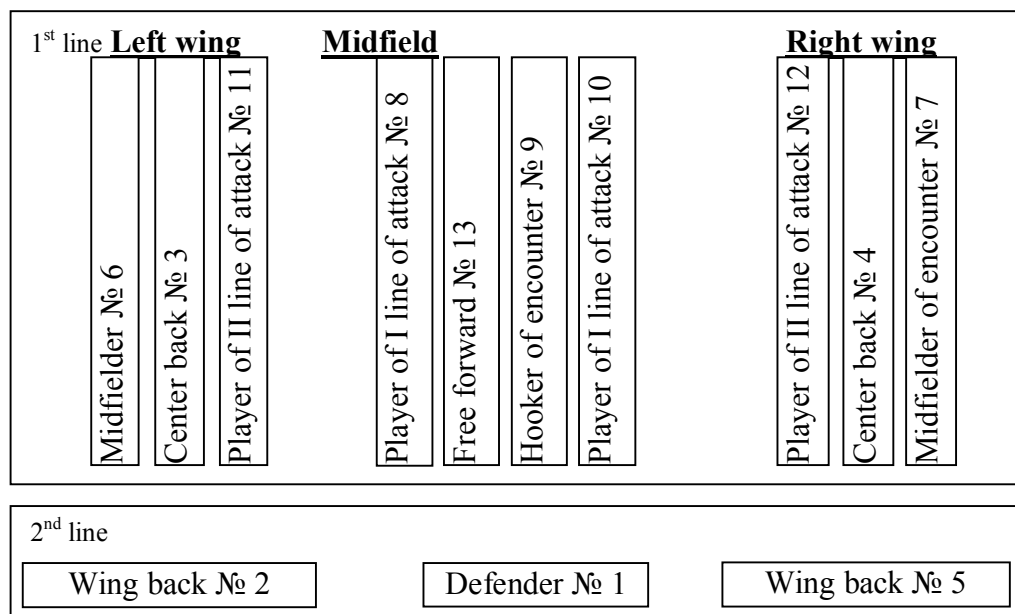 1st line Left wing Midfield Right wing
Midfielder № 6
Center back № 3
Player of II line of attack № 11
Player of I line of attack № 8
Free forward № 13
Hooker of encounter № 9
Player of I line of attack № 10
Player of II line of attack № 12
Center back № 4
Midfielder of encounter № 7
2nd line
Wing back № 2 Defender № 1 Wing back № 5